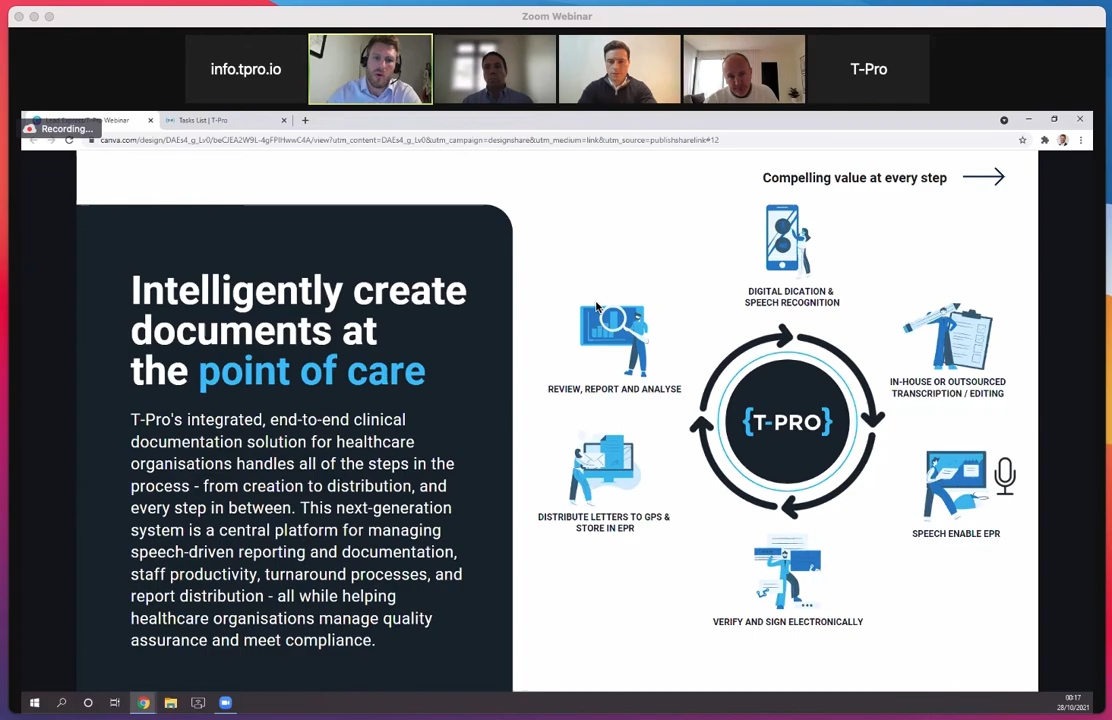 Zoom Webinar
info.tpro.io
T-Pro
Recording...
T-Pro Webinar
Tasks List | T-Pro
Compelling value at every step
Intelligently create
documents at
the point of care
T-Pro's integrated, end-to-end clinical
documentation solution for healthcare
organisations handles all of the steps in the
process - from creation to distribution, and
every step in between. This next-generation
system is a central platform for managing
speech-driven reporting and documentation,
staff productivity, turnaround processes, and
report distribution - all while helping
healthcare organisations manage quality
assurance and meet compliance.
DIGITAL DICATION &
SPEECH RECOGNITION
IN-HOUSE OR OUTSOURCED
TRANSCRIPTION / EDITING
SPEECH ENABLE EPR
VERIFY AND SIGN ELECTRONICALLY
DISTRIBUTE LETTERS TO GPS &
STORE IN EPR
REVIEW, REPORT AND ANALYSE
{T-PRO}
00:17
28/10/2021